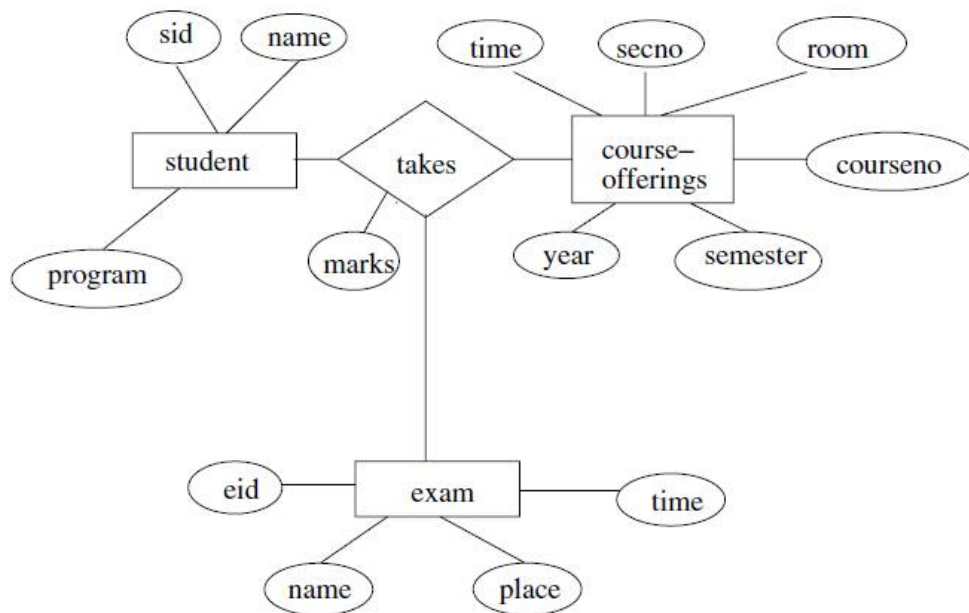 sid
name
time
secno
room
student
takes
course-
offerings
courseno
program
marks
year
semester
eid
exam
time
name
place